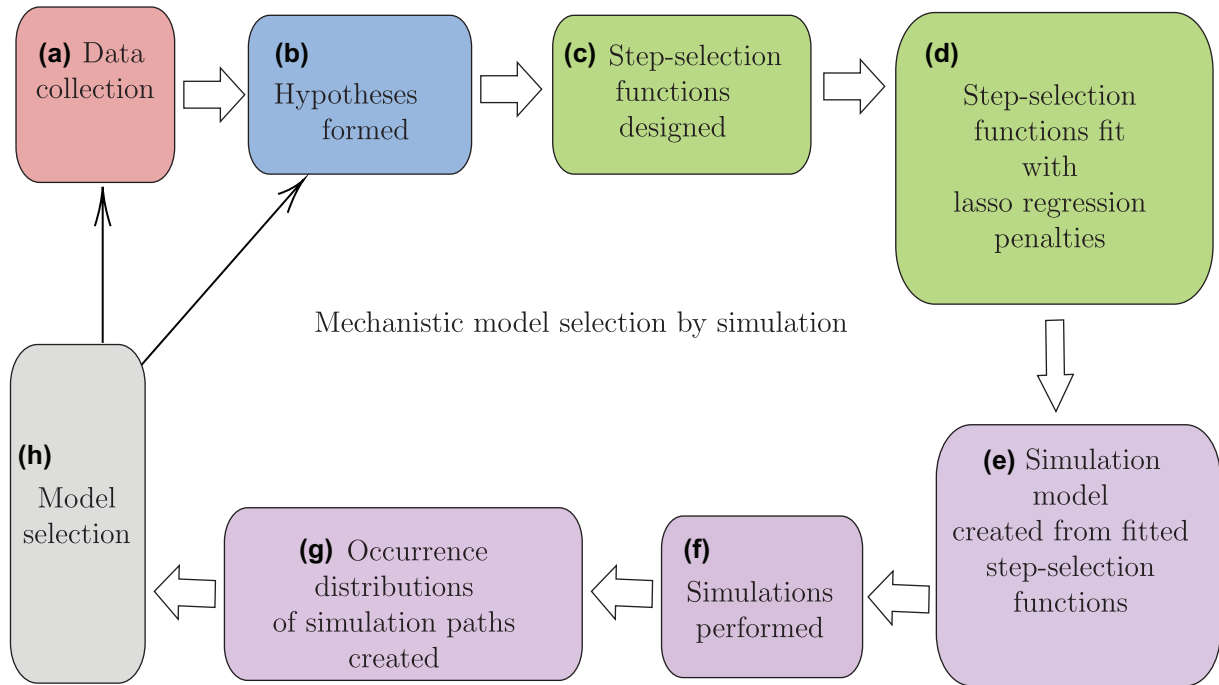 (a) Data
collection
(b)
Hypotheses
formed
(c) Step-selection
functions
designed
(d)
Step-selection
functions fit
with
lasso regression
penalties
Mechanistic model selection by simulation
(e) Simulation
model
created from fitted
step-selection
functions
(f)
Simulations
performed
(g) Occurrence
distributions
of simulation paths
created
(h)
Model
selection